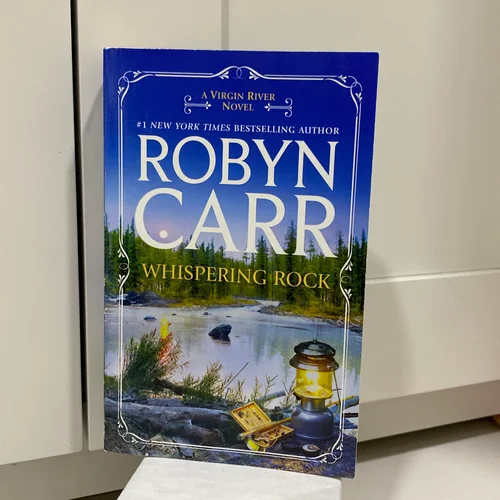 A VIRGIN RIVER
NOVEL
#1 NEW YORK TIMES BESTSELLING AUTHOR
ROBYN
CARR
WHISPERING ROCK